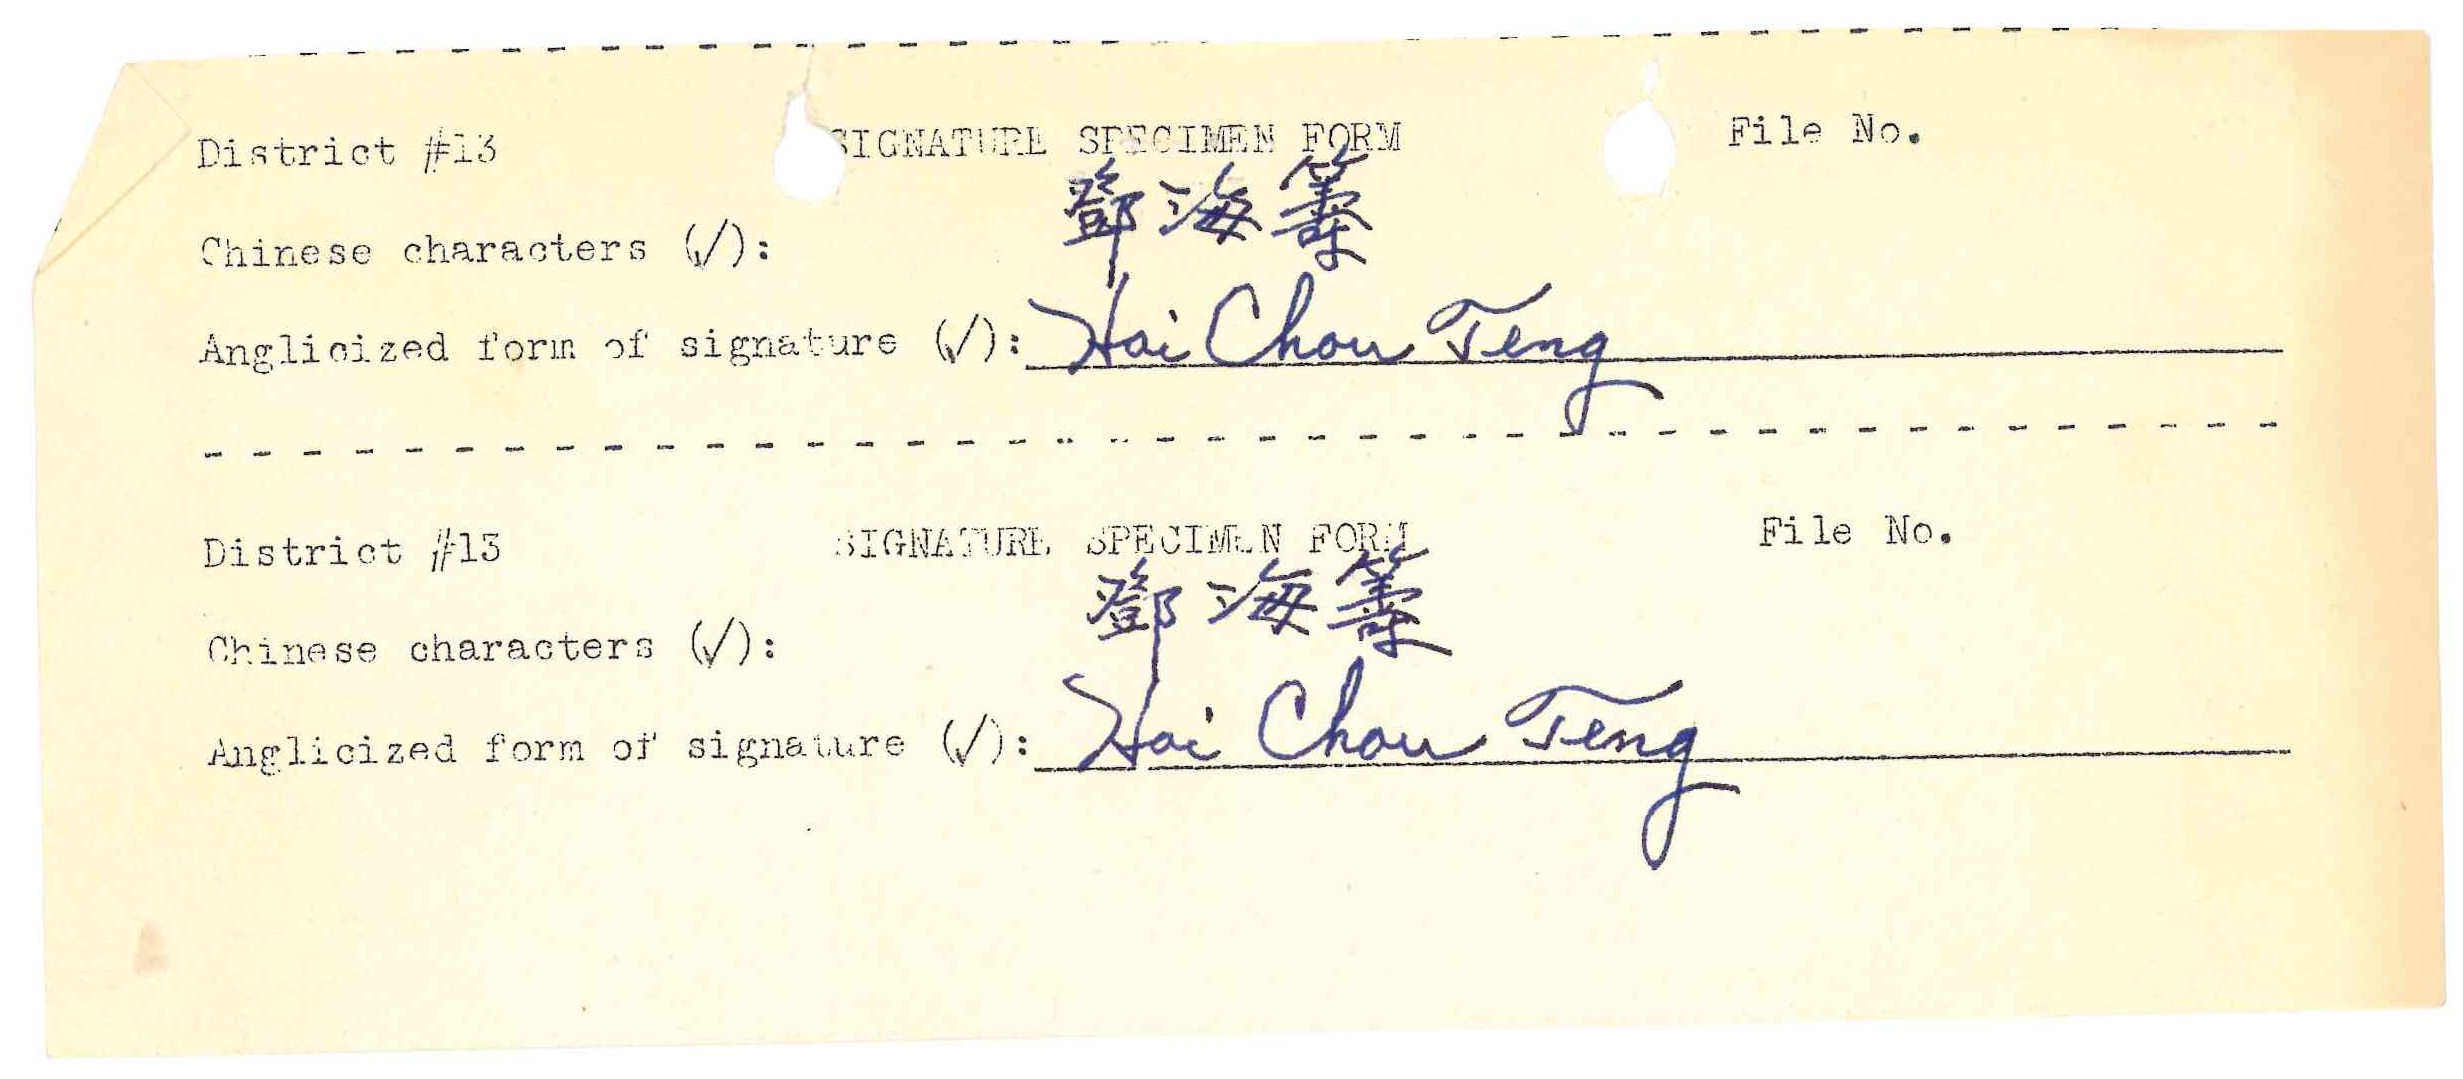 District #13 SIGNATURE SPECIMEN FORM File No.
Chinese characters (✓): 鄧海籌
Anglicized form of signature (✓): Hai Chou Teng
District #13 SIGNATURE SPECIMEN FORM File No.
Chinese characters (✓): 鄧海籌
Anglicized form of signature (✓): Hai Chou Teng